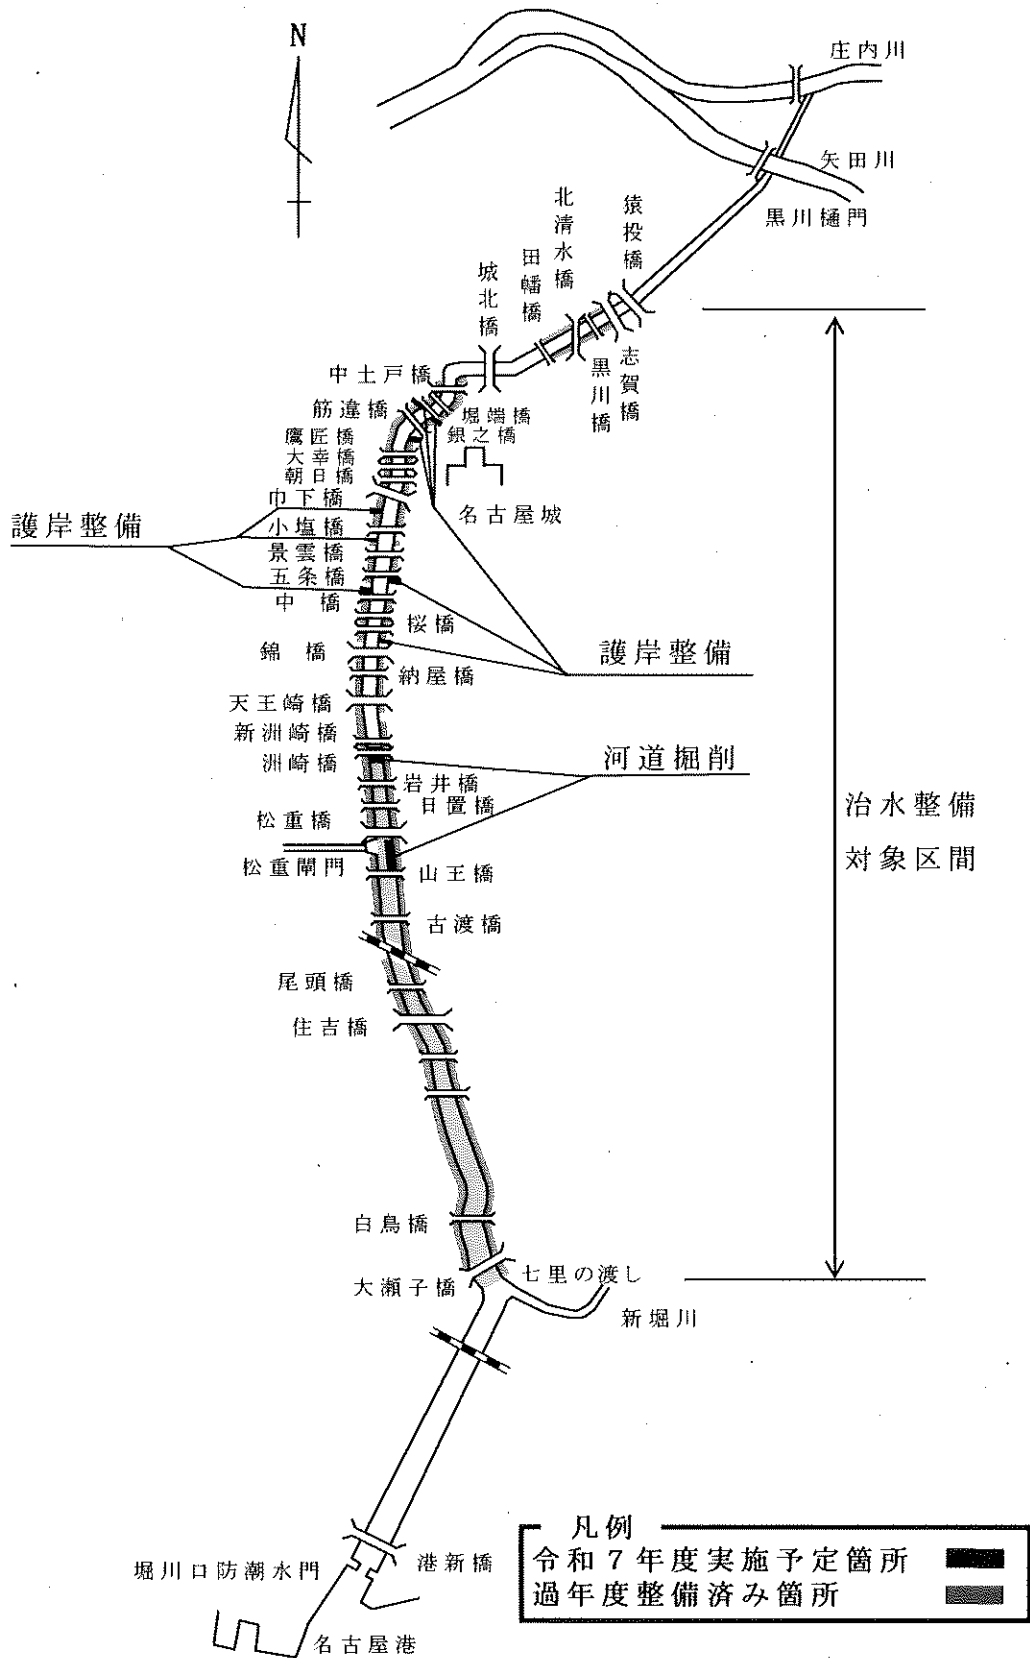 N
庄内川
矢田川
黒川樋門
猿投橋
北清水橋
田幡橋
城北橋
志賀橋
黒川橋
中土戸橋
筋違橋
堀端橋
銀之橋
鷹匠橋
大幸橋
朝日橋
名古屋城
巾下橋
護岸整備
小塩橋
景雲橋
五条橋
中橋
桜橋
錦橋
護岸整備
納屋橋
天王崎橋
新洲崎橋
洲崎橋
河道掘削
岩井橋
日置橋
治水整備
対象区間
松重橋
松重閘門
山王橋
古渡橋
尾頭橋
住吉橋
白鳥橋
七里の渡し
大瀬子橋
新堀川
港新橋
堀川口防潮水門
名古屋港
凡例
令和7年度実施予定箇所
過年度整備済み箇所